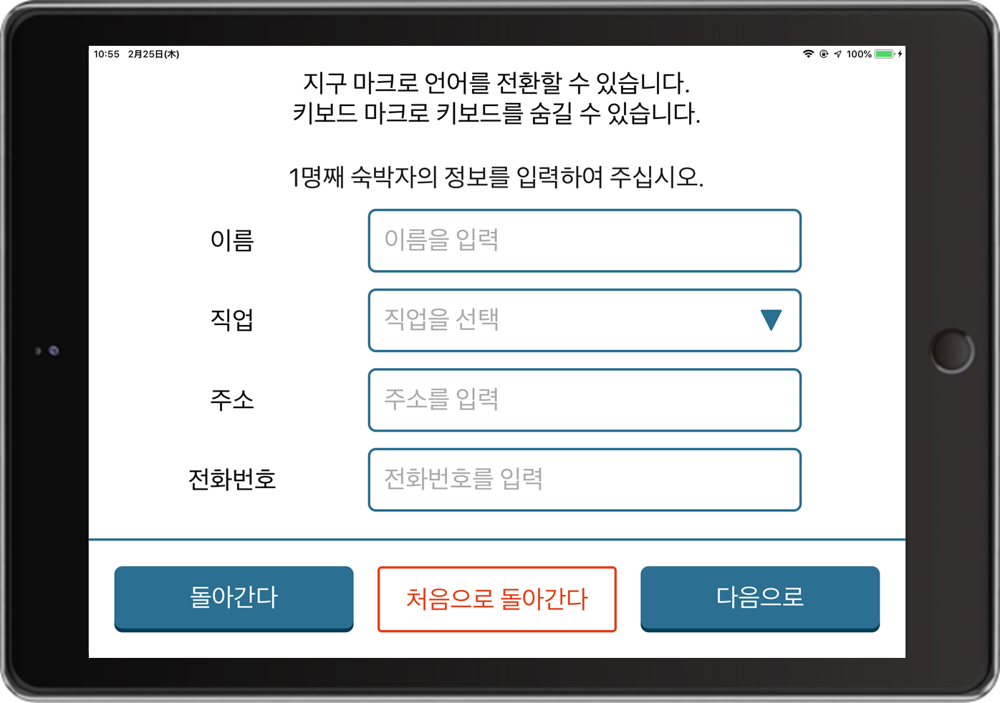 10:55 2月25日(木)
100%
지구 마크로 언어를 전환할 수 있습니다.
키보드 마크로 키보드를 숨길 수 있습니다.
1명째 숙박자의 정보를 입력하여 주십시오.
이름
이름을 입력
직업
직업을 선택
주소
주소를 입력
전화번호
전화번호를 입력
돌아간다
처음으로 돌아간다
다음으로